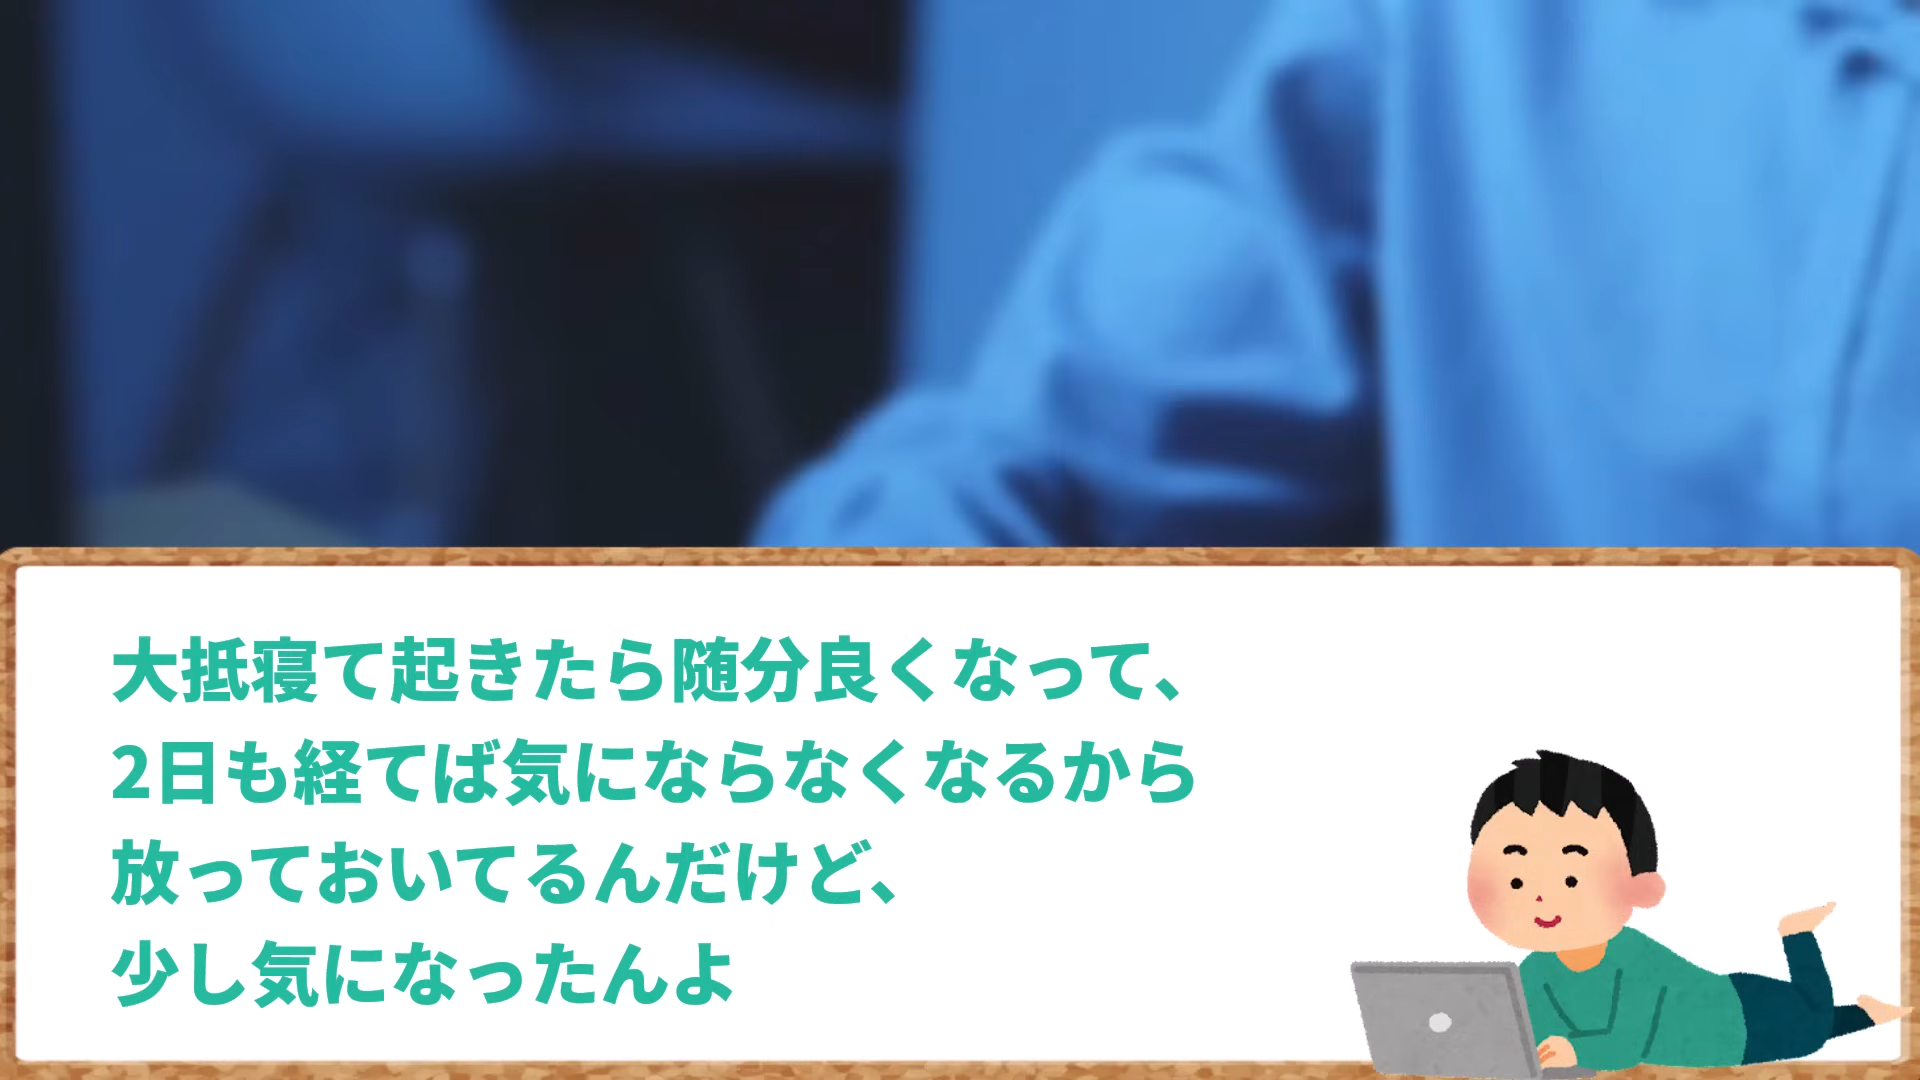 大抵寝て起きたら随分良くなって、
2日も経てば気にならなくなるから
放っておいてるんだけど、
少し気になったんよ